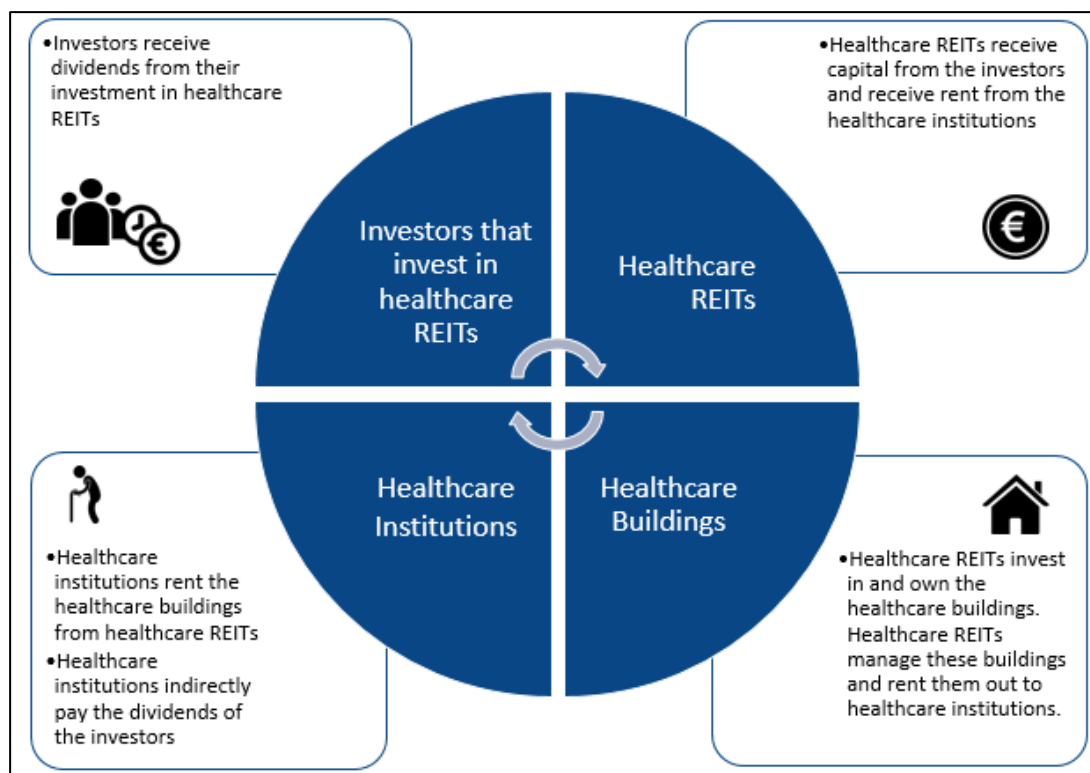 •Investors receive
dividends from their
investment in healthcare
REITs
•Healthcare REITs receive
capital from the investors
and receive rent from the
healthcare institutions
€
€
Investors that
invest in
healthcare
REITs
Healthcare
REITs
Healthcare
Institutions
Healthcare
Buildings
•Healthcare
institutions rent the
healthcare buildings
from healthcare REITs
•Healthcare
institutions indirectly
pay the dividends of
the investors
•Healthcare REITs invest
in and own the
healthcare buildings.
Healthcare REITs
manage these buildings
and rent them out to
healthcare institutions.